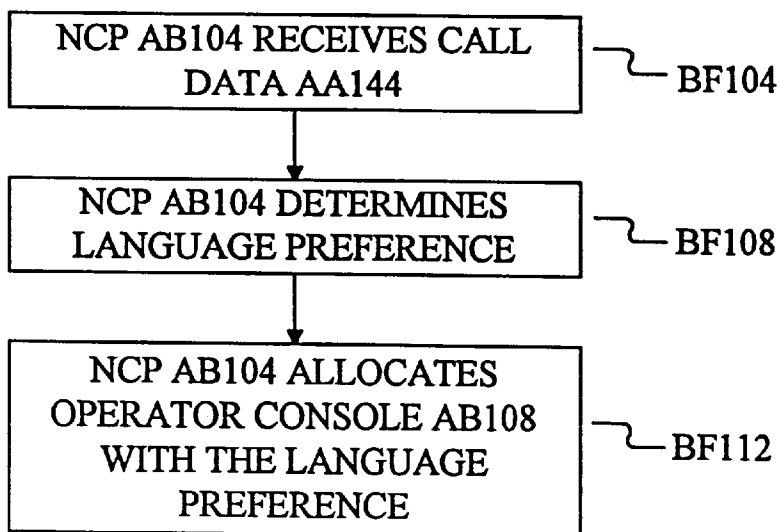 NCP AB104 RECEIVES CALL
DATA AA144
BF104
NCP AB104 DETERMINES
LANGUAGE PREFERENCE
BF108
NCP AB104 ALLOCATES
OPERATOR CONSOLE AB108
WITH THE LANGUAGE
PREFERENCE
BF112